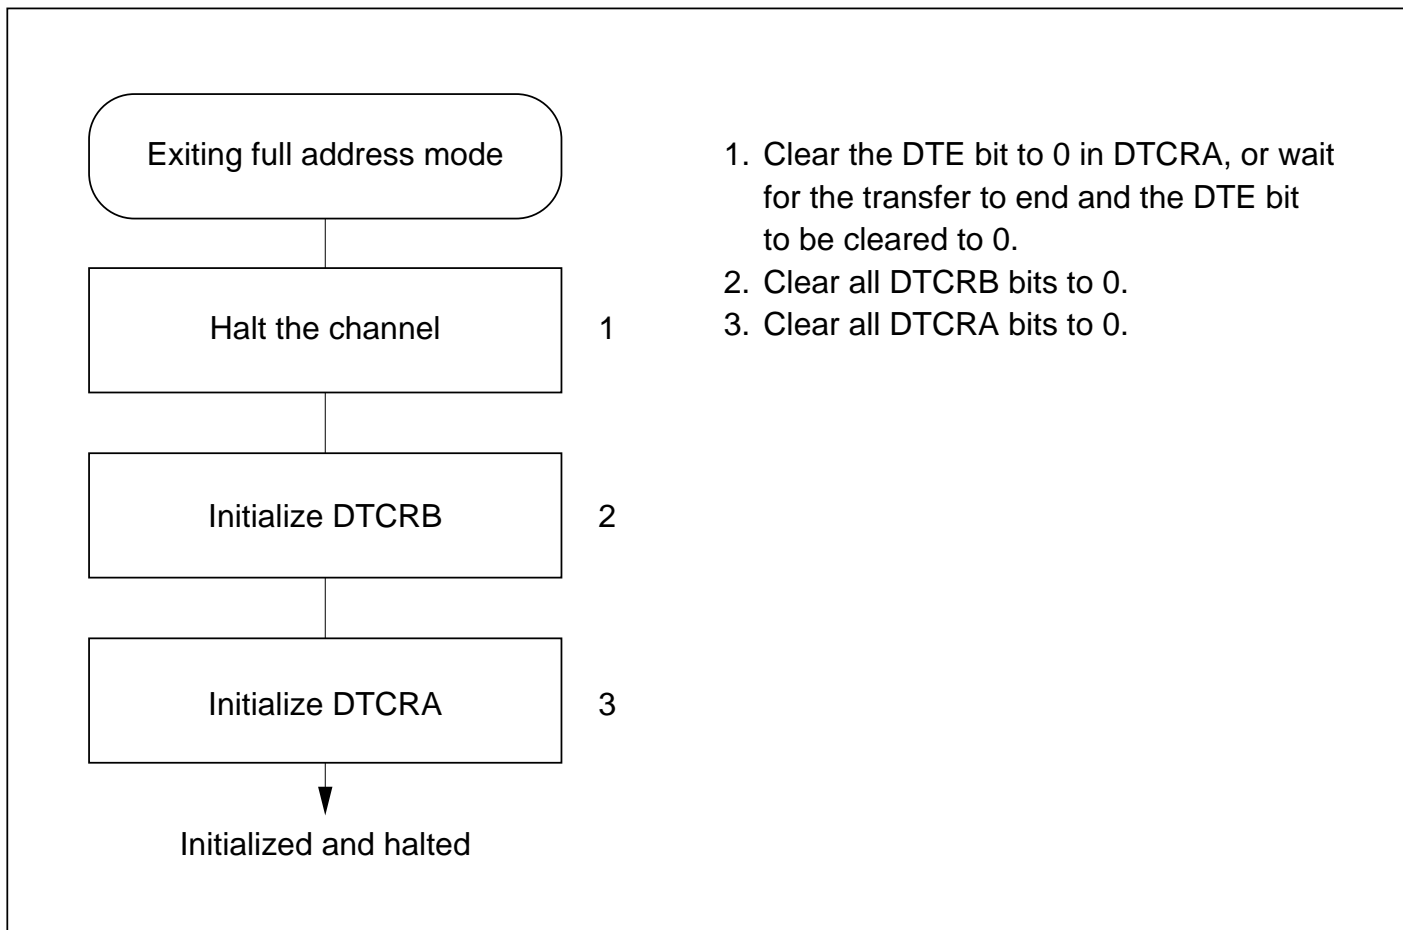 Exiting full address mode
Halt the channel
1
Initialize DTCRB
2
Initialize DTCRA
3
Initialized and halted
1. Clear the DTE bit to 0 in DTCRA, or wait
for the transfer to end and the DTE bit
to be cleared to 0.
2. Clear all DTCRB bits to 0.
3. Clear all DTCRA bits to 0.